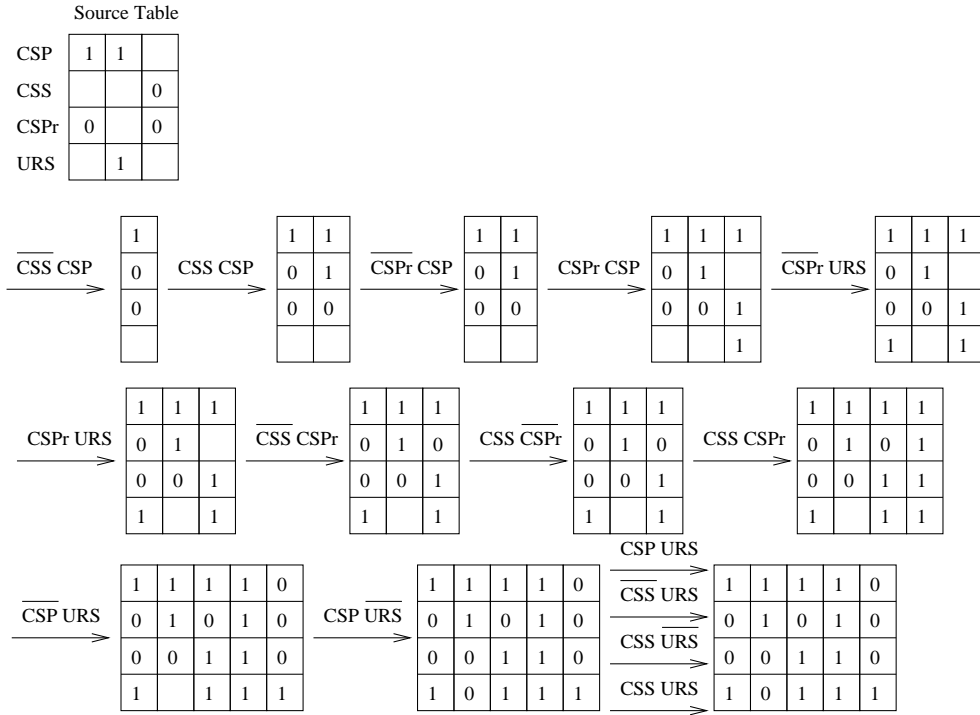 Source Table
CSP 1 1
CSS 0
CSPr 0 0
URS 1
1 1 1 1 1 1 1 1 1 1 1
C̅S̅S̅ CSP 0 CSS CSP 0 1 C̅S̅P̅r̅ CSP 0 1 CSPr CSP 0 1 C̅S̅P̅r̅ URS 0 1
0 0 0 0 0 0 0 1 0 0 1
1 1 1
1 1 1 1 1 1 1 1 1 1 1 1 1
CSPr URS 0 1 C̅S̅S̅ CSPr 0 1 0 CSS C̅S̅P̅r̅ 0 1 0 CSS CSPr 0 1 0 1
0 0 1 0 0 1 0 0 1 0 0 1 1
1 1 1 1 1 1 1 1 1
CSP URS
1 1 1 1 0 1 1 1 1 0 1 1 1 1 0
C̅S̅S̅ URS
C̅S̅P̅ URS 0 1 0 1 0 CSP U̅R̅S̅ 0 1 0 1 0 0 1 0 1 0
CSS U̅R̅S̅
0 0 1 1 0 0 0 1 1 0 0 0 1 1 0
CSS URS
1 1 1 1 1 0 1 1 1 1 0 1 1 1